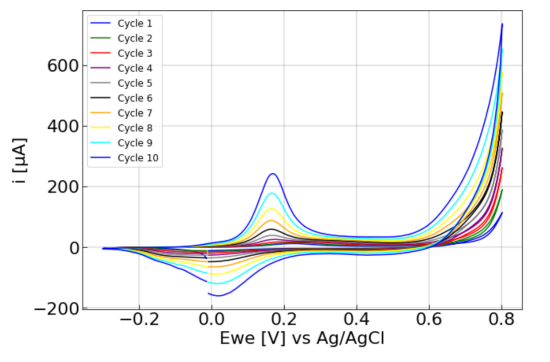 Cycle 1
Cycle 2
Cycle 3
Cycle 4
Cycle 5
Cycle 6
Cycle 7
Cycle 8
Cycle 9
Cycle 10
600
400
200
0
−200
i [μA]
−0.2 0.0 0.2 0.4 0.6 0.8
Ewe [V] vs Ag/AgCl